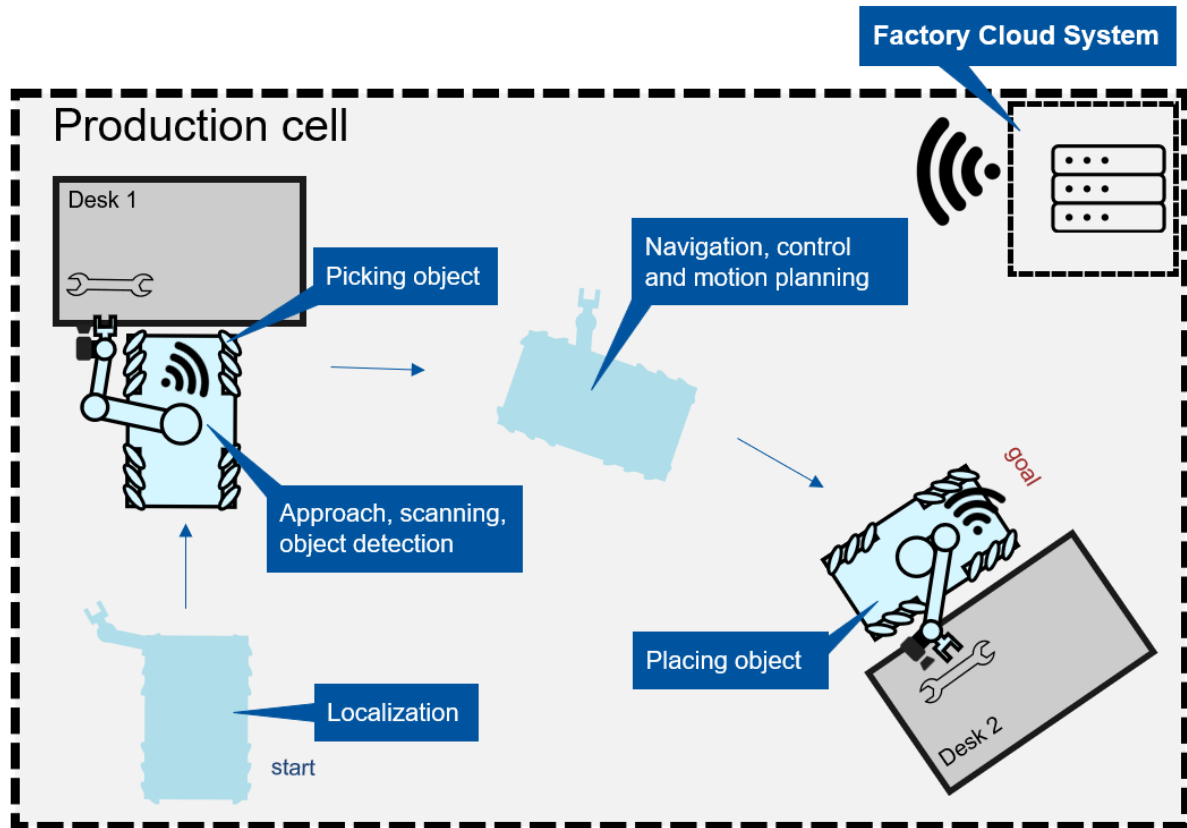 Factory Cloud System
Production cell
Desk 1
Picking object
Navigation, control
and motion planning
Approach, scanning,
object detection
goal
Placing object
Localization
start
Desk 2